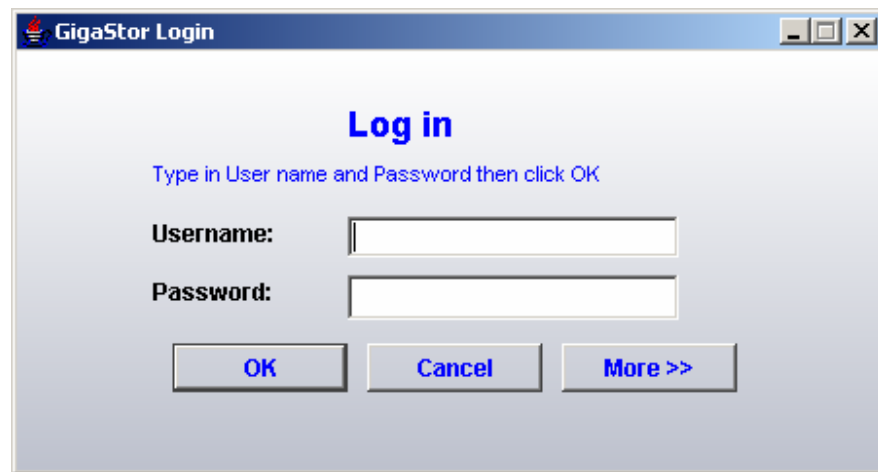 GigaStor Login
Log in
Type in User name and Password then click OK
Username:
Password:
OK Cancel More >>